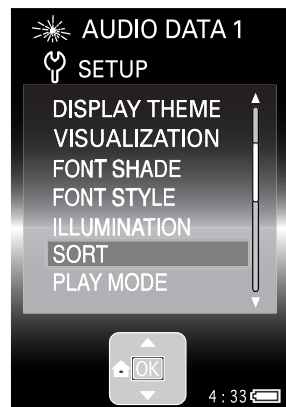 AUDIO DATA 1
SETUP
DISPLAY THEME
VISUALIZATION
FONT SHADE
FONT STYLE
ILLUMINATION
SORT
PLAY MODE
OK
4:33